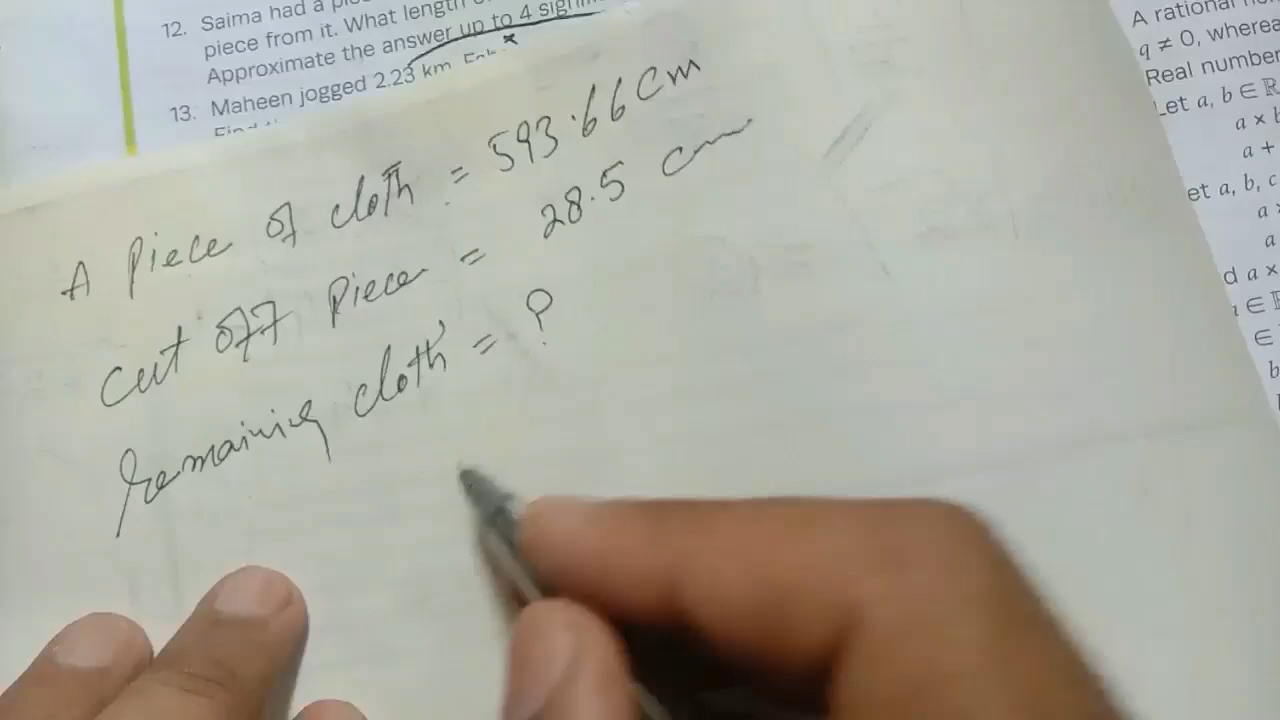 12. Saima had a
piece from it. What length
Approximate the answer up to 4
13. Maheen jogged 2.23 km
A piece of cloth = 593.66 Cm
Cut off piece = 28.5 cm
Remaining cloth = ?
A rational
q ≠ 0, wherea
Real number
Let a, b ∈ ℝ
a × b
a +
et a, b, c
a
a
d a ×
∈
∈
b